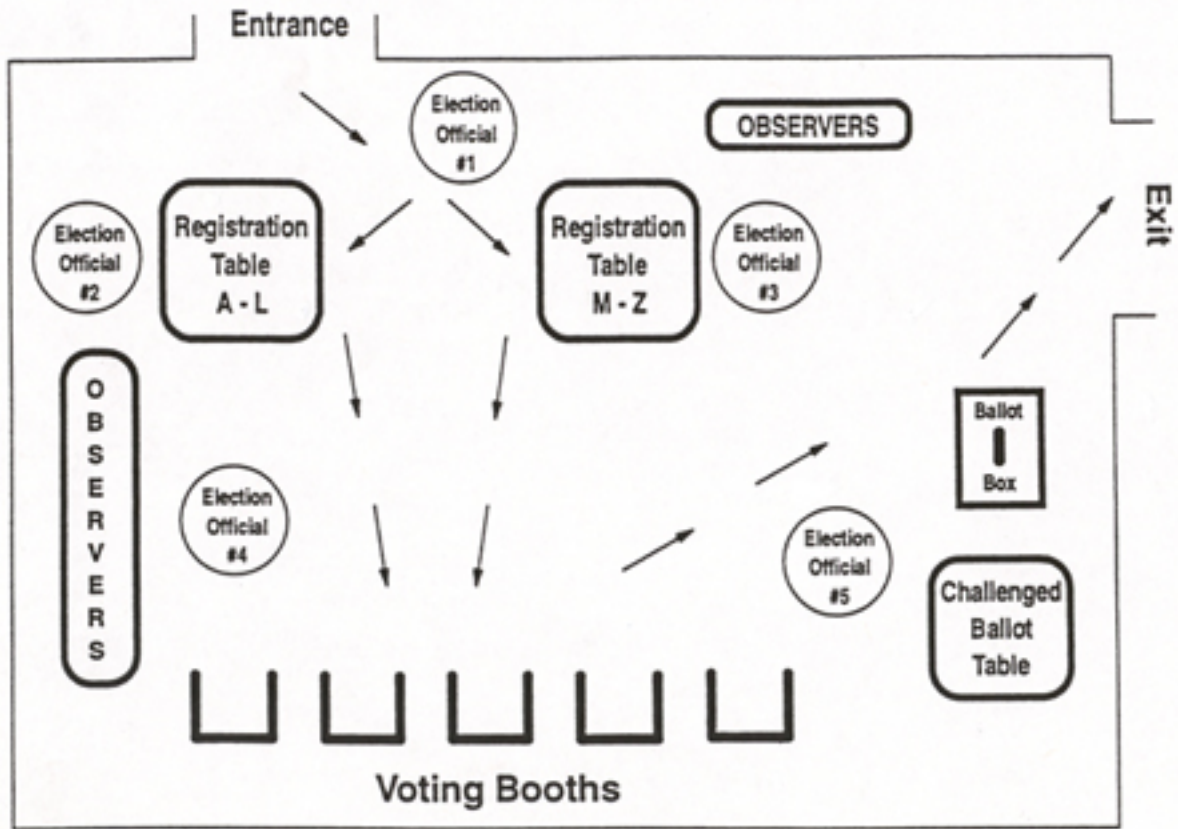 Entrance
Election
Official
#1
OBSERVERS
Exit
Election
Official
#2
Registration
Table
A - L
Registration
Table
M - Z
Election
Official
#3
OBSERVERS
Ballot
Box
Election
Official
#4
Election
Official
#5
Challenged
Ballot
Table
Voting Booths